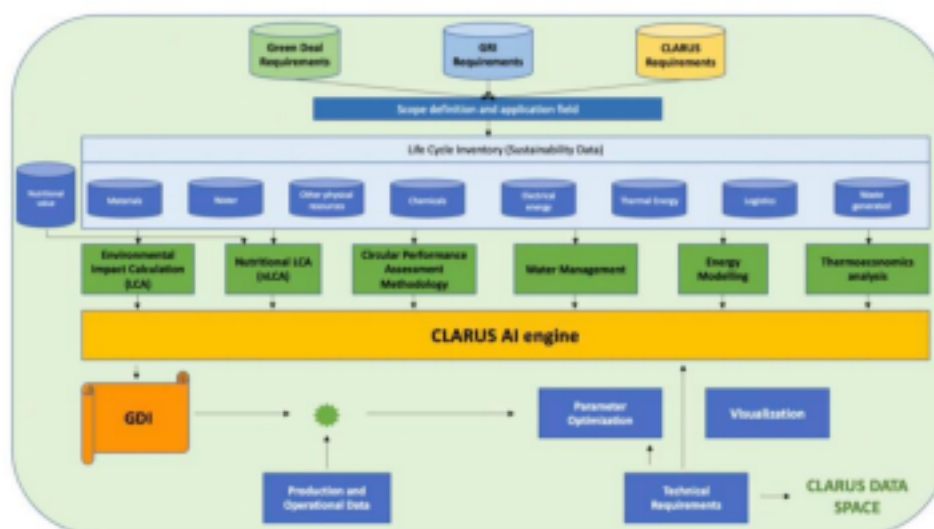 Green Deal
Requirements
GRI
Requirements
CLARUS
Requirements
Scope definition and application field
Life Cycle Inventory (Sustainability Data)
Nutritional
value
Materials
Water
Other physical
resources
Chemicals
Electrical
energy
Thermal Energy
Logistics
Waste
generated
Environmental
Impact Calculation
(LCA)
Nutritional LCA
(nLCA)
Circular Performance
Assessment
Methodology
Water Management
Energy
Modelling
Thermoeconomics
analysis
CLARUS AI engine
GDI
Parameter
Optimization
Visualization
Production and
Operational Data
Technical
Requirements
CLARUS DATA
SPACE